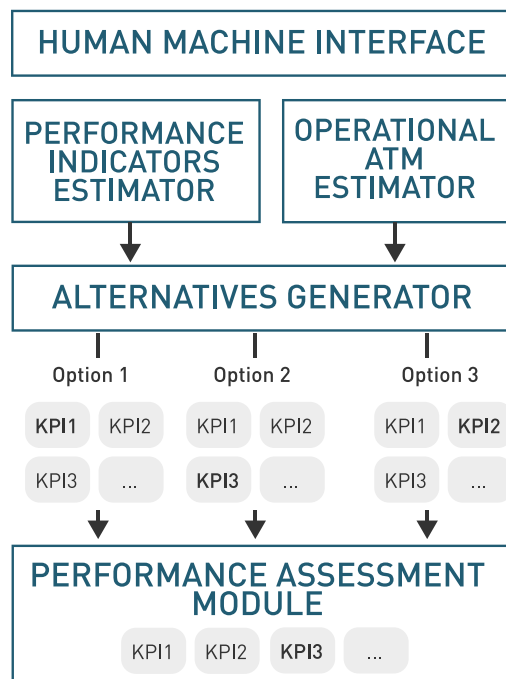 HUMAN MACHINE INTERFACE
PERFORMANCE
INDICATORS
ESTIMATOR
OPERATIONAL
ATM
ESTIMATOR
ALTERNATIVES GENERATOR
Option 1 Option 2 Option 3
KPI1 KPI2 KPI1 KPI2 KPI1 KPI2
KPI3 ... KPI3 ... KPI3 ...
PERFORMANCE ASSESSMENT
MODULE
KPI1 KPI2 KPI3 ...